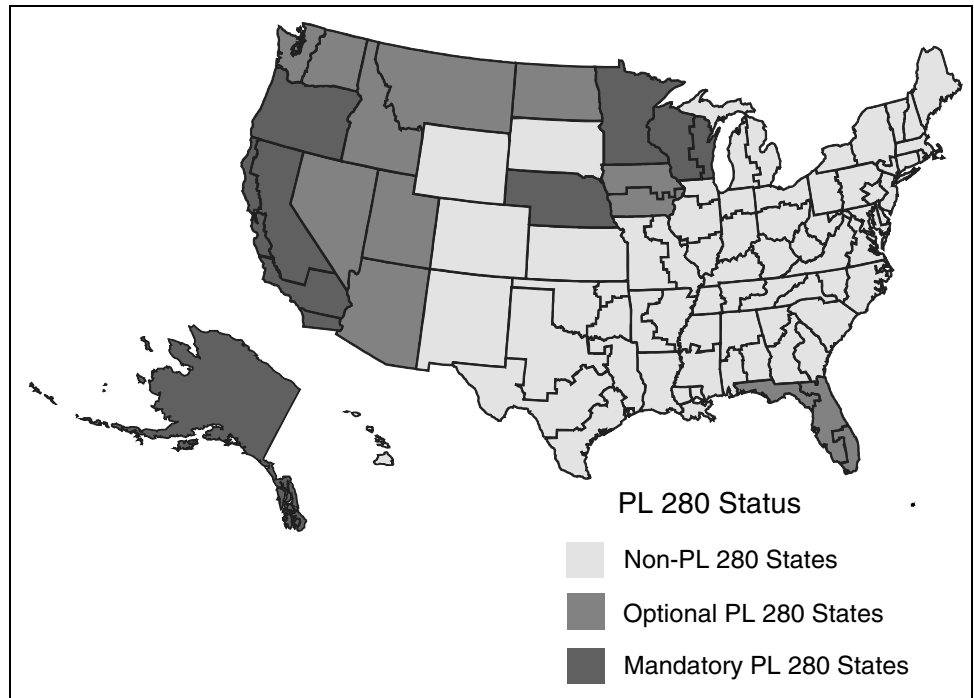 PL 280 Status
Non-PL 280 States
Optional PL 280 States
Mandatory PL 280 States